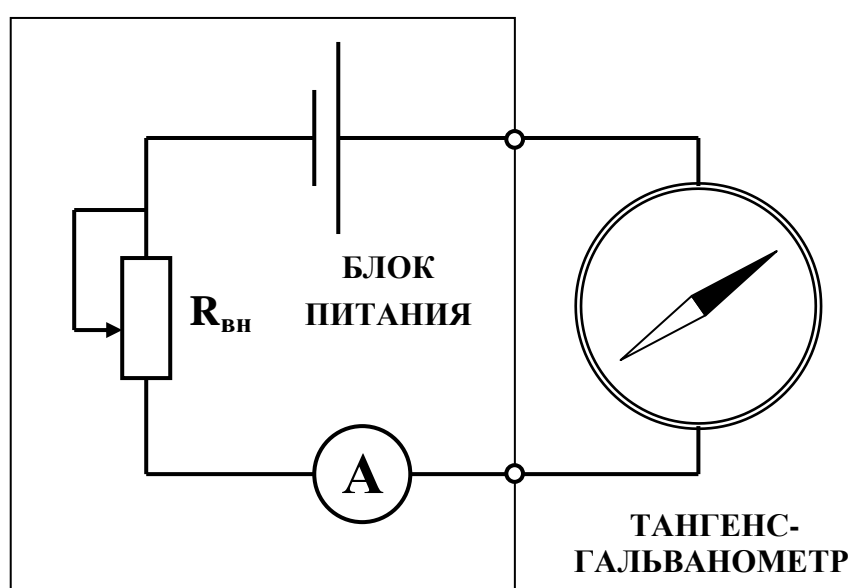 БЛОК
ПИТАНИЯ
Rвн
А
ТАНГЕНС-
ГАЛЬВАНОМЕТР